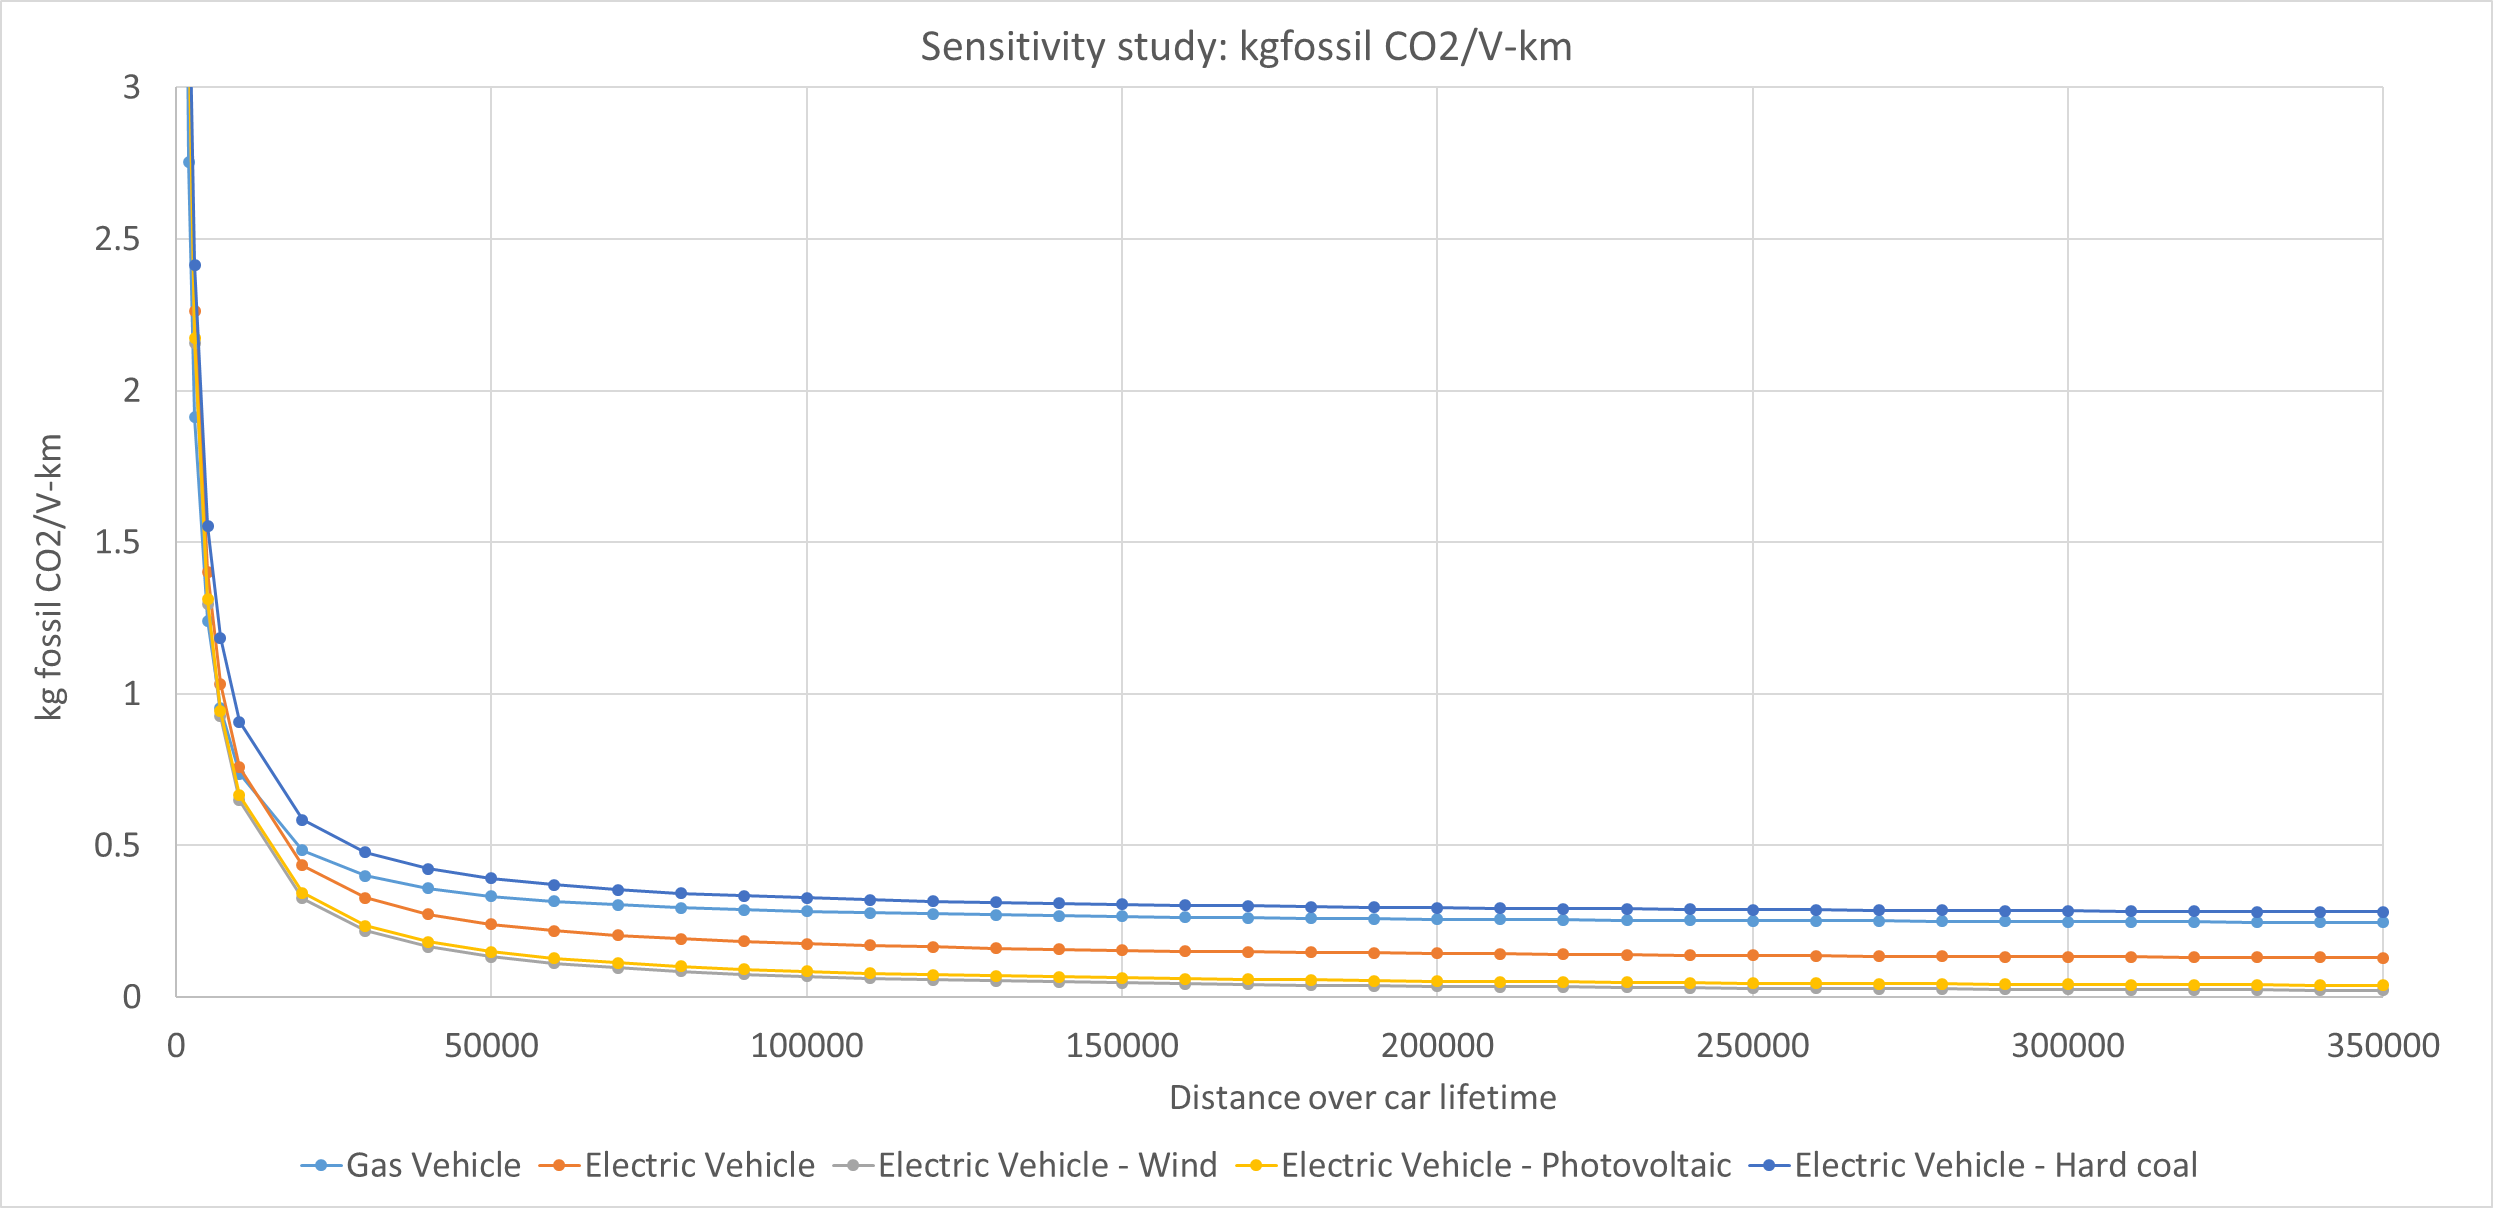 Sensitivity study: kgfossil CO2/V-km
3
2.5
2
1.5
1
0.5
0
kg fossil CO2/V-km
0 50000 100000 150000 200000 250000 300000 350000
Distance over car lifetime
Gas Vehicle Electric Vehicle Electric Vehicle - Wind Electric Vehicle - Photovoltaic Electric Vehicle - Hard coal